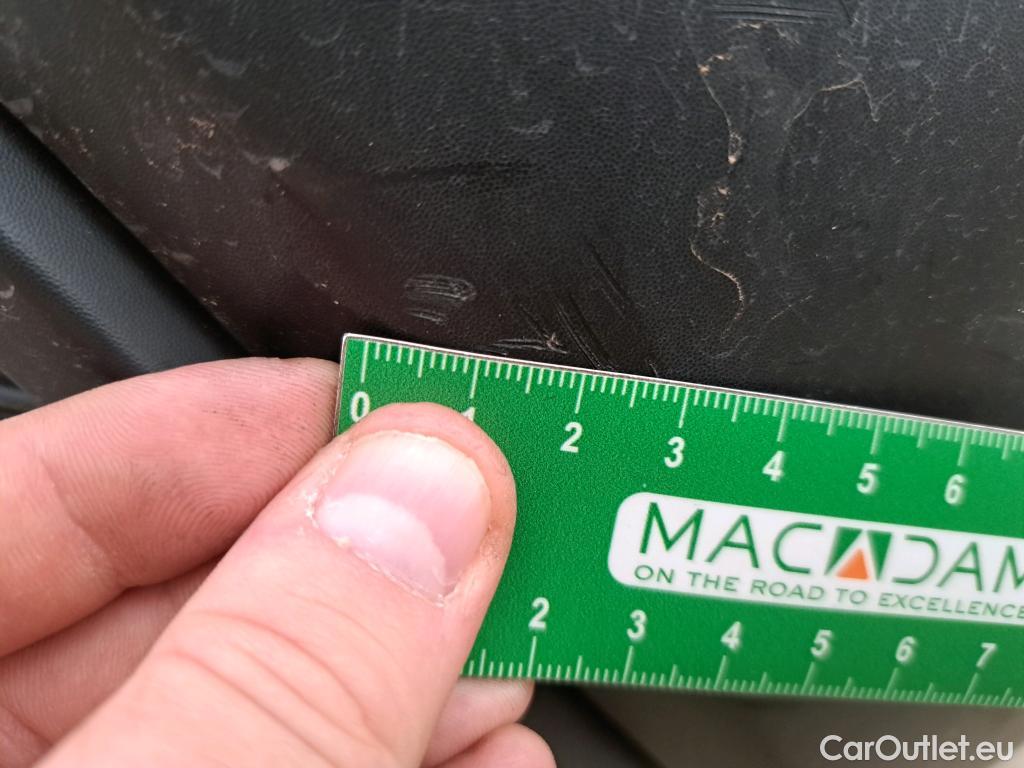 0 1 2 3 4 5 6
MACADAM
ON THE ROAD TO EXCELLENCE
2 3 4 5 6 7
CarOutlet.eu